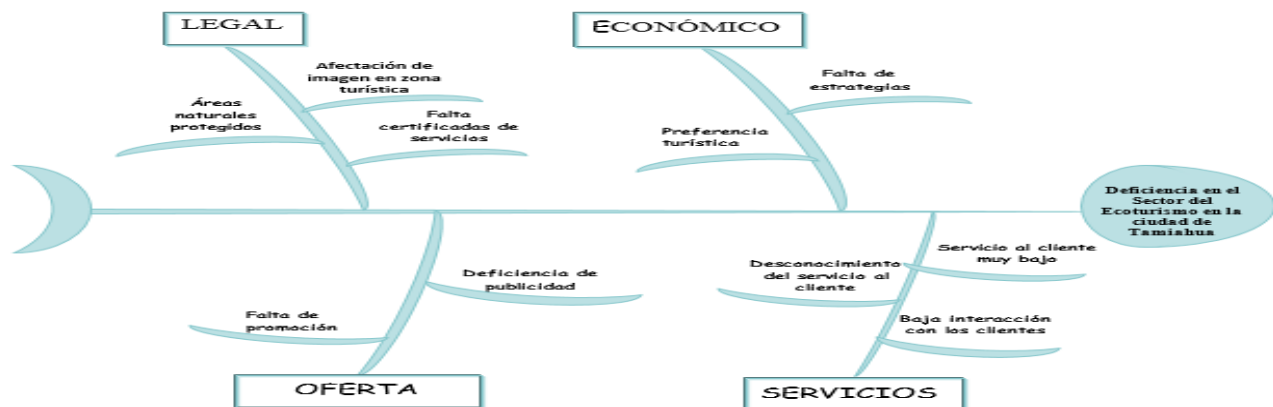 LEGAL
ECONÓMICO
Afectación de
imagen en zona
turística
Áreas
naturales
protegidos
Falta
certificadas de
servicios
Falta de
estrategias
Preferencia
turística
Deficiencia en el
Sector del
Ecoturismo en la
ciudad de
Tamiahua
Deficiencia de
publicidad
Falta de
promoción
Servicio al cliente
muy bajo
Desconocimiento
del servicio al
cliente
Baja interacción
con los clientes
OFERTA
SERVICIOS